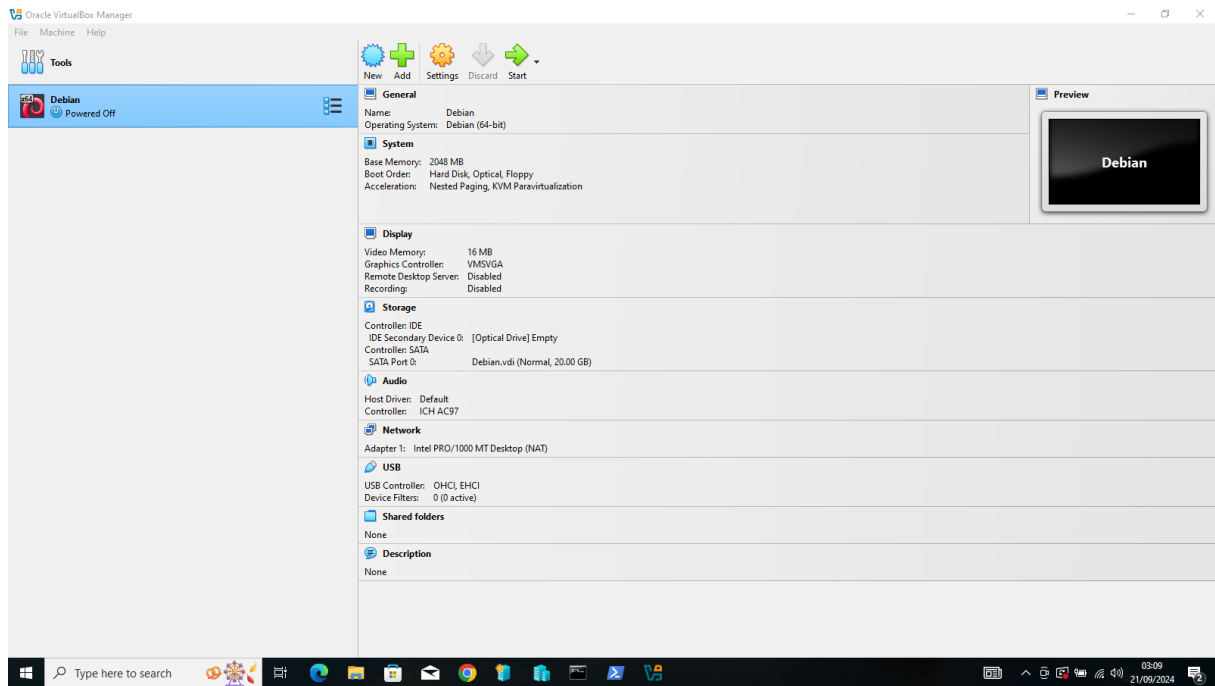 Oracle VirtualBox Manager
File Machine Help
Tools
New Add Settings Discard Start
Debian
Powered Off
General
Name: Debian
Operating System: Debian (64-bit)
System
Base Memory: 2048 MB
Boot Order: Hard Disk, Optical, Floppy
Acceleration: Nested Paging, KVM Paravirtualization
Preview
Debian
Display
Video Memory: 16 MB
Graphics Controller: VMSVGA
Remote Desktop Server: Disabled
Recording: Disabled
Storage
Controller: IDE
IDE Secondary Device 0: [Optical Drive] Empty
Controller: SATA
SATA Port 0: Debian.vdi (Normal, 20.00 GB)
Audio
Host Driver: Default
Controller: ICH AC97
Network
Adapter 1: Intel PRO/1000 MT Desktop (NAT)
USB
USB Controller: OHCI, EHCI
Device Filters: 0 (0 active)
Shared folders
None
Description
None
Type here to search
03:09
21/09/2024
2